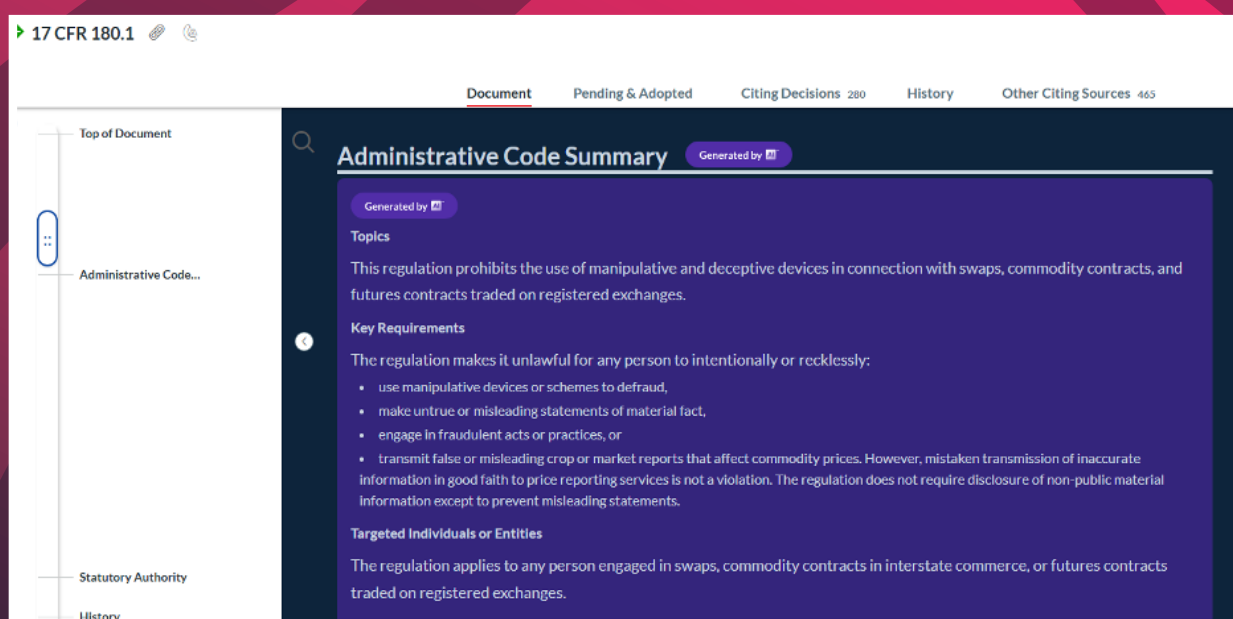 17 CFR 180.1
Document Pending & Adopted Citing Decisions 280 History Other Citing Sources 465
Top of Document
Administrative Code...
Statutory Authority
History
Administrative Code Summary Generated by AI
Generated by AI
Topics
This regulation prohibits the use of manipulative and deceptive devices in connection with swaps, commodity contracts, and
futures contracts traded on registered exchanges.
Key Requirements
The regulation makes it unlawful for any person to intentionally or recklessly:
• use manipulative devices or schemes to defraud,
• make untrue or misleading statements of material fact,
• engage in fraudulent acts or practices, or
• transmit false or misleading crop or market reports that affect commodity prices. However, mistaken transmission of inaccurate
information in good faith to price reporting services is not a violation. The regulation does not require disclosure of non-public material
information except to prevent misleading statements.
Targeted Individuals or Entities
The regulation applies to any person engaged in swaps, commodity contracts in interstate commerce, or futures contracts
traded on registered exchanges.